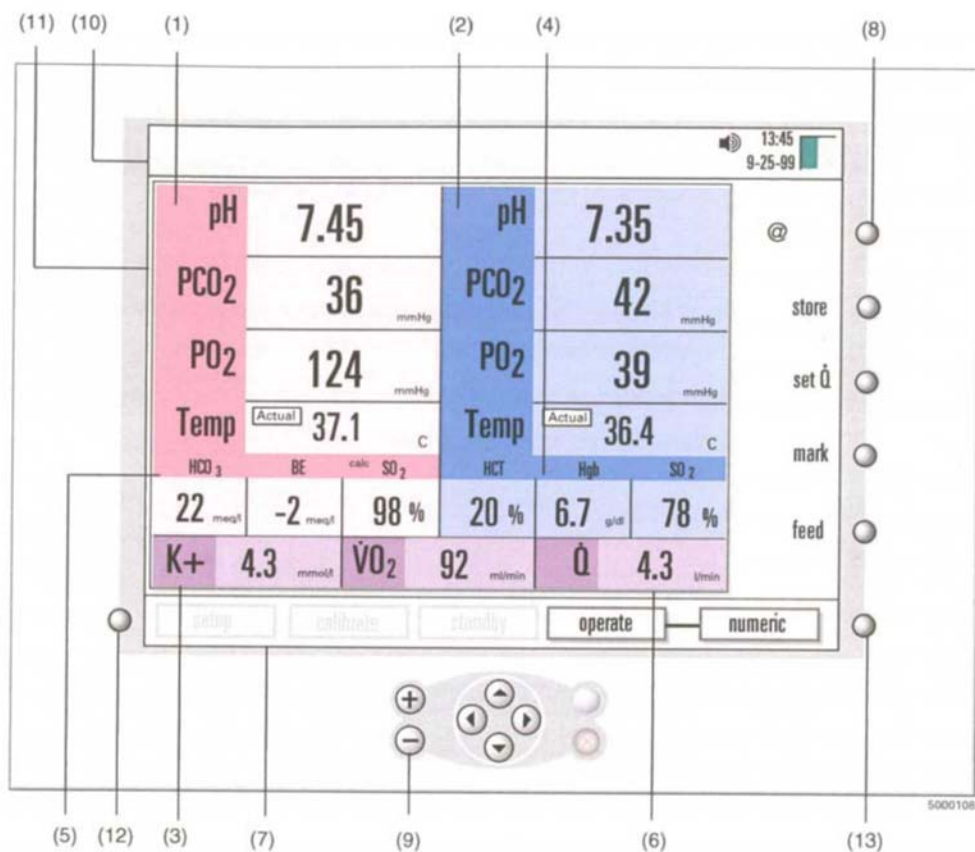 (11) (10) (1) (2) (4) (8)
13:45
9-25-99
pH 7.45 pH 7.35 @
PCO2 36 mmHg PCO2 42 mmHg store
PO2 124 mmHg PO2 39 mmHg set Q̇
Temp Actual 37.1 C Temp Actual 36.4 C mark
HCO3 BE calc SO2 HCT Hgb SO2
22 meq/l -2 meq/l 98 % 20 % 6.7 g/dl 78 % feed
K+ 4.3 mmol/l V̇O2 92 ml/min Q̇ 4.3 l/min
setup calibrate standby operate numeric
+
−
5000108
(5) (12) (3) (7) (9) (6) (13)